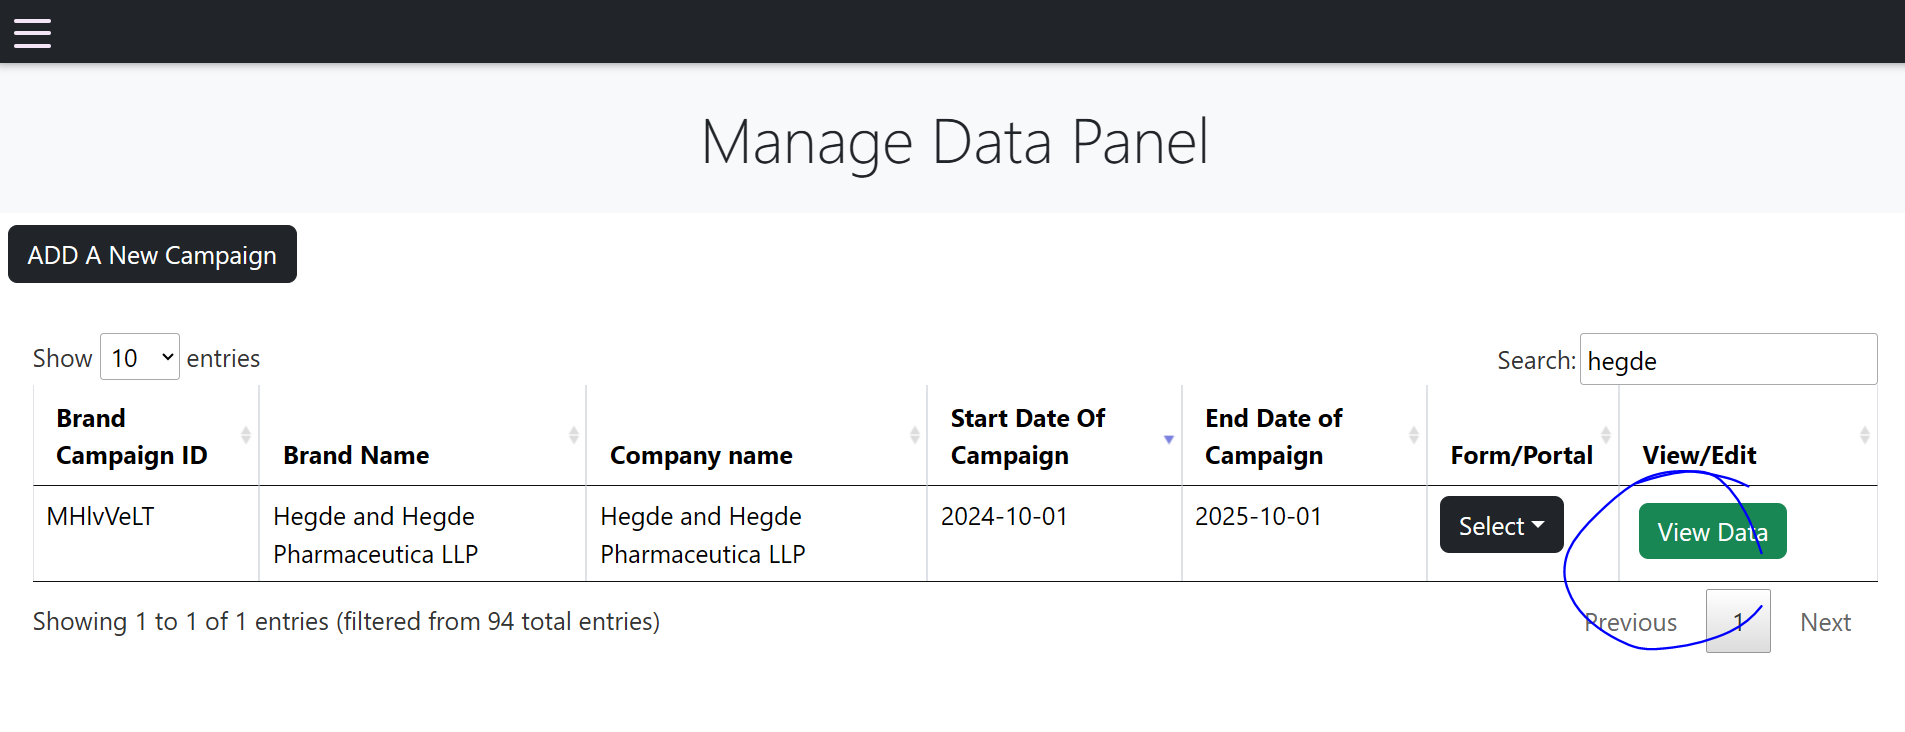 Manage Data Panel
ADD A New Campaign
Show 10 entries
Search: hegde
Brand Campaign ID Brand Name Company name Start Date Of Campaign End Date of Campaign Form/Portal View/Edit
MHlvVeLT Hegde and Hegde Pharmaceutica LLP Hegde and Hegde Pharmaceutica LLP 2024-10-01 2025-10-01 Select View Data
Showing 1 to 1 of 1 entries (filtered from 94 total entries)
Previous 1 Next